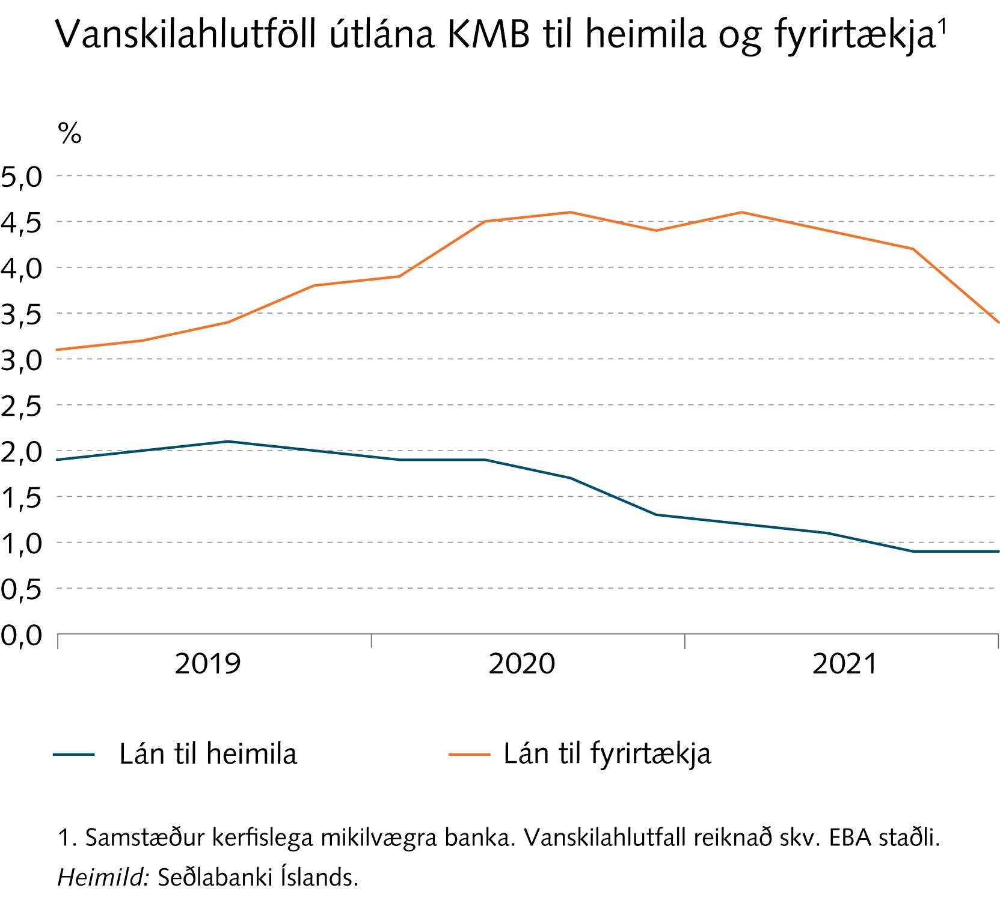 Vanskilahlutföll útlána KMB til heimila og fyrirtækja¹
%
5,0
4,5
4,0
3,5
3,0
2,5
2,0
1,5
1,0
0,5
0,0
2019 2020 2021
Lán til heimila Lán til fyrirtækja
1. Samstæður kerfislega mikilvægra banka. Vanskilahlutfall reiknað skv. EBA staðli.
Heimild: Seðlabanki Íslands.